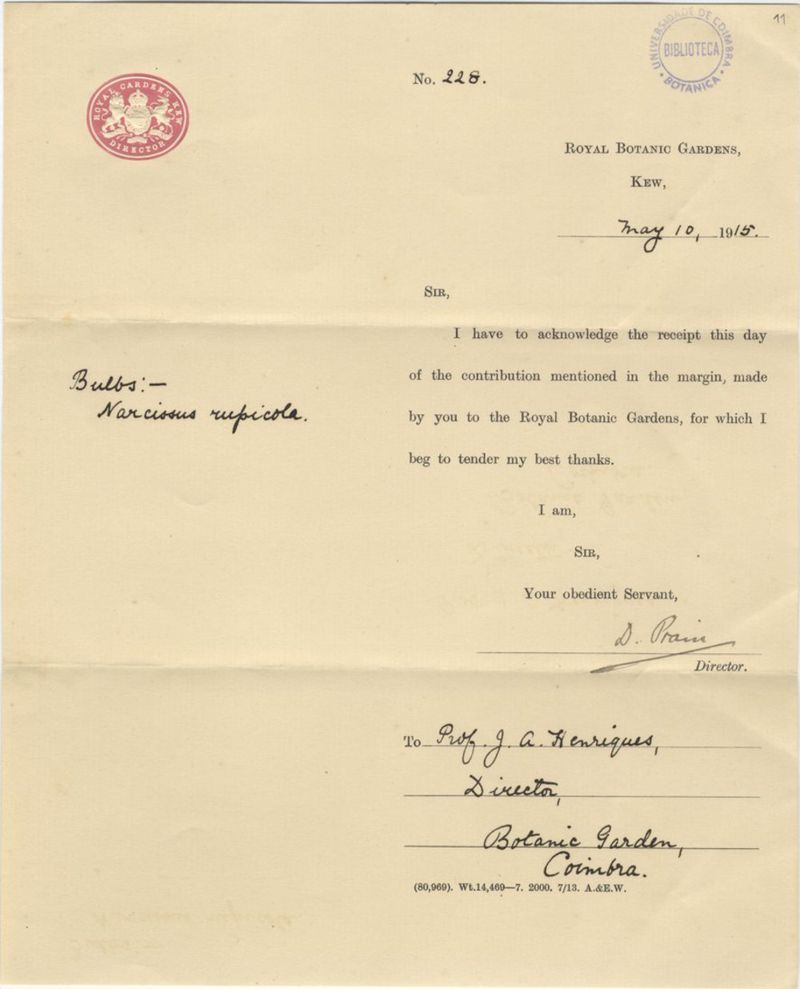 11
UNIVERSIDADE DE COIMBRA
BIBLIOTECA
BOTANICA
ROYAL GARDENS KEW
DIRECTOR
No. 228.
ROYAL BOTANIC GARDENS,
KEW,
May 10, 1915.
SIR,
I have to acknowledge the receipt this day
of the contribution mentioned in the margin, made
by you to the Royal Botanic Gardens, for which I
beg to tender my best thanks.
Bulbs:—
Narcissus rupicola.
I am,
SIR,
Your obedient Servant,
D. Prain
Director.
To Prof. J. A. Henriques,
Director,
Botanic Garden,
Coimbra.
(80,969). Wt.14,469—7. 2000. 7/13. A.&E.W.